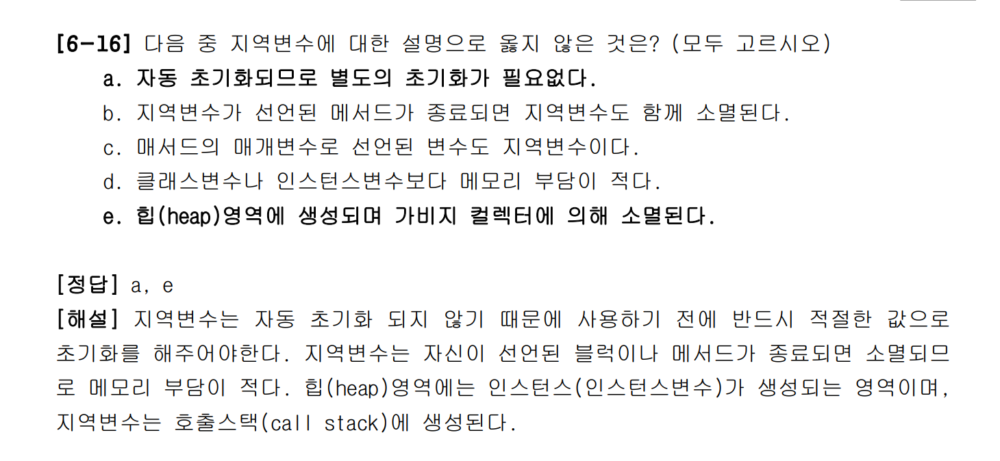 [6-16] 다음 중 지역변수에 대한 설명으로 옳지 않은 것은? (모두 고르시오)
a. 자동 초기화되므로 별도의 초기화가 필요없다.
b. 지역변수가 선언된 메서드가 종료되면 지역변수도 함께 소멸된다.
c. 매서드의 매개변수로 선언된 변수도 지역변수이다.
d. 클래스변수나 인스턴스변수보다 메모리 부담이 적다.
e. 힙(heap)영역에 생성되며 가비지 컬렉터에 의해 소멸된다.
[정답] a, e
[해설] 지역변수는 자동 초기화 되지 않기 때문에 사용하기 전에 반드시 적절한 값으로
초기화를 해주어야한다. 지역변수는 자신이 선언된 블럭이나 메서드가 종료되면 소멸되므
로 메모리 부담이 적다. 힙(heap)영역에는 인스턴스(인스턴스변수)가 생성되는 영역이며,
지역변수는 호출스택(call stack)에 생성된다.